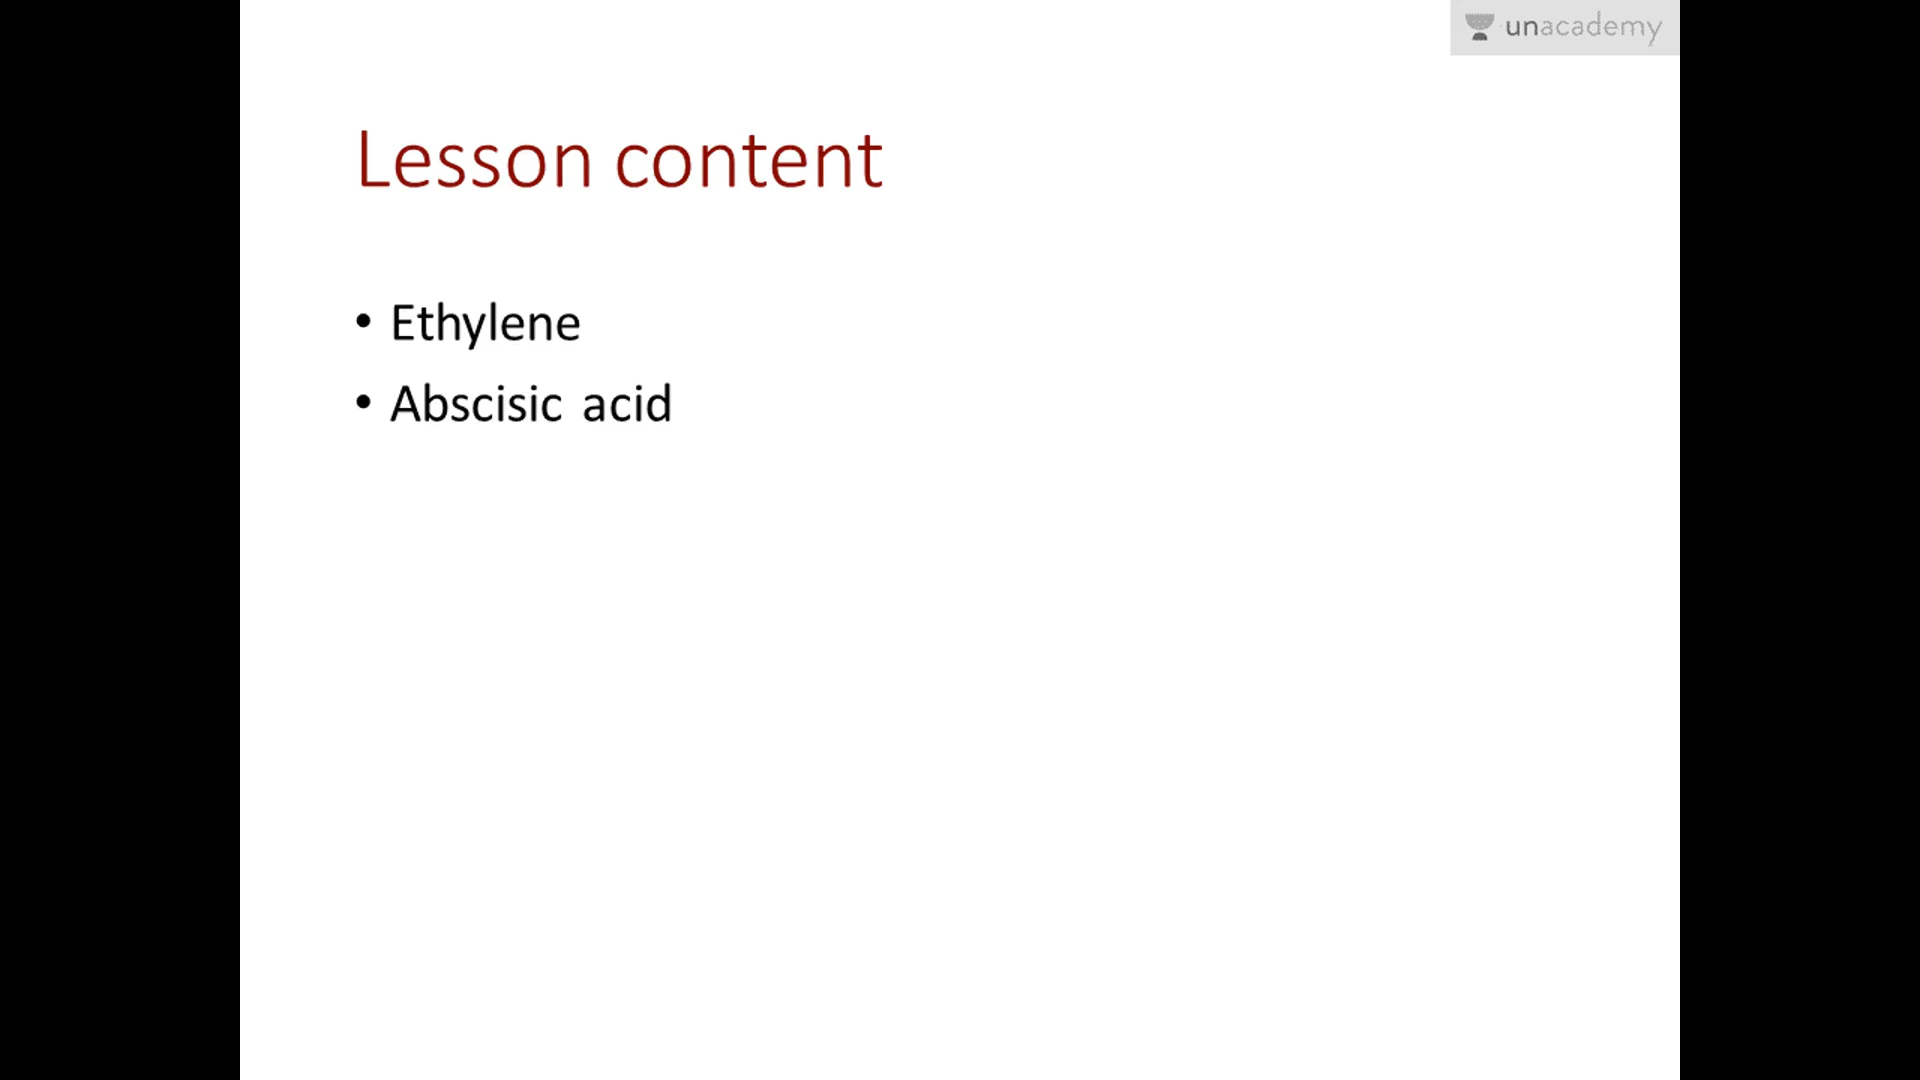 unacademy
Lesson content
• Ethylene
• Abscisic acid